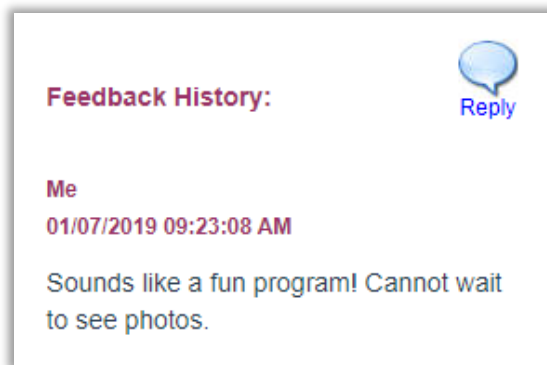 Feedback History:
Reply
Me
01/07/2019 09:23:08 AM
Sounds like a fun program! Cannot wait
to see photos.